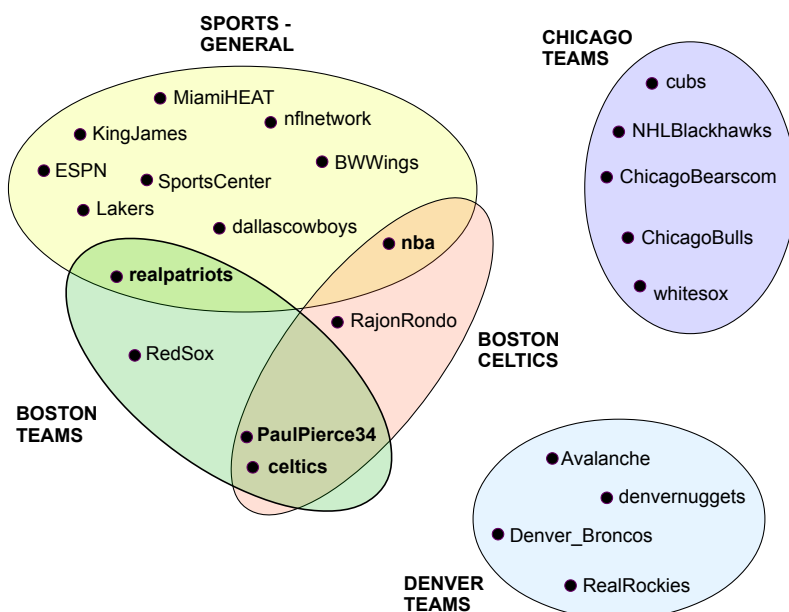 SPORTS -
GENERAL
MiamiHEAT
nflnetwork
KingJames
BWWings
ESPN
SportsCenter
Lakers
dallascowboys
nba
realpatriots
RajonRondo
RedSox
BOSTON
CELTICS
BOSTON
TEAMS
PaulPierce34
celtics
CHICAGO
TEAMS
cubs
NHLBlackhawks
ChicagoBearscom
ChicagoBulls
whitesox
Avalanche
denvernuggets
Denver_Broncos
RealRockies
DENVER
TEAMS